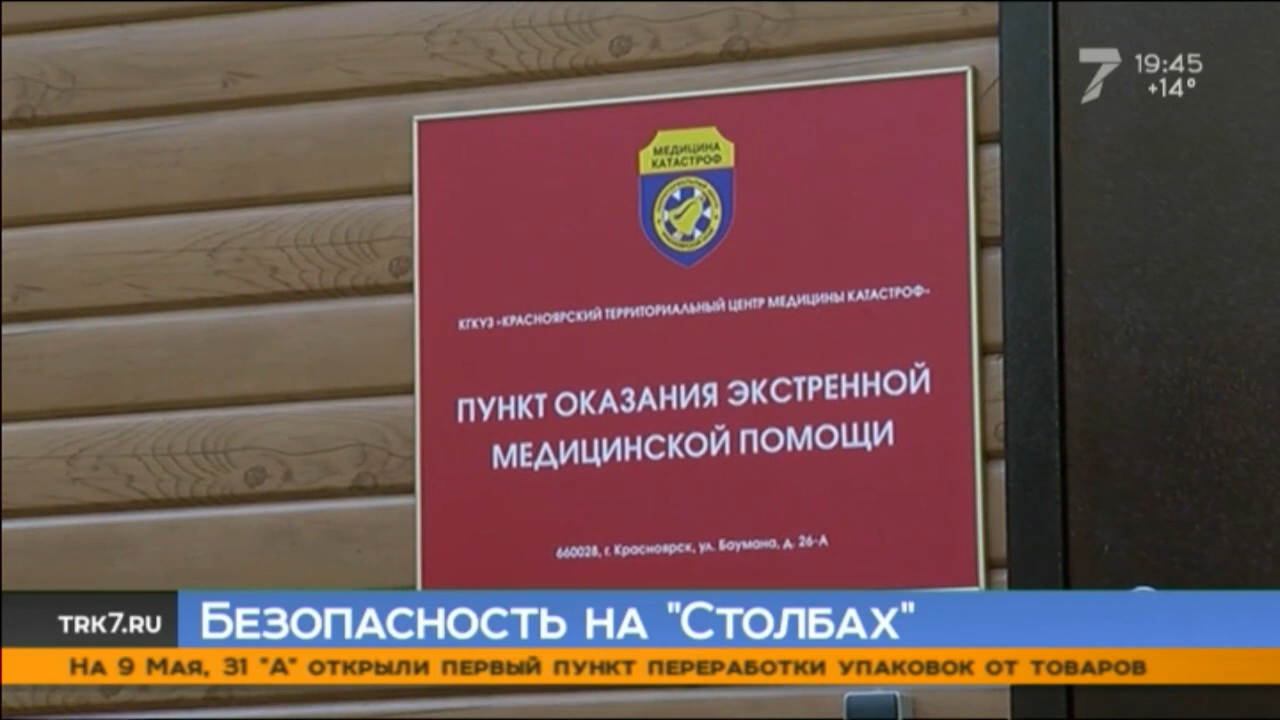 7 19:45
+14°
МЕДИЦИНА
КАТАСТРОФ
КГКУЗ «КРАСНОЯРСКИЙ ТЕРРИТОРИАЛЬНЫЙ ЦЕНТР МЕДИЦИНЫ КАТАСТРОФ»
ПУНКТ ОКАЗАНИЯ ЭКСТРЕННОЙ
МЕДИЦИНСКОЙ ПОМОЩИ
660028, г. Красноярск, ул. Баумана, д. 26-А
TRK7.RU БЕЗОПАСНОСТЬ НА "СТОЛБАХ"
НА 9 МАЯ, 31 "А" ОТКРЫЛИ ПЕРВЫЙ ПУНКТ ПЕРЕРАБОТКИ УПАКОВОК ОТ ТОВАРОВ